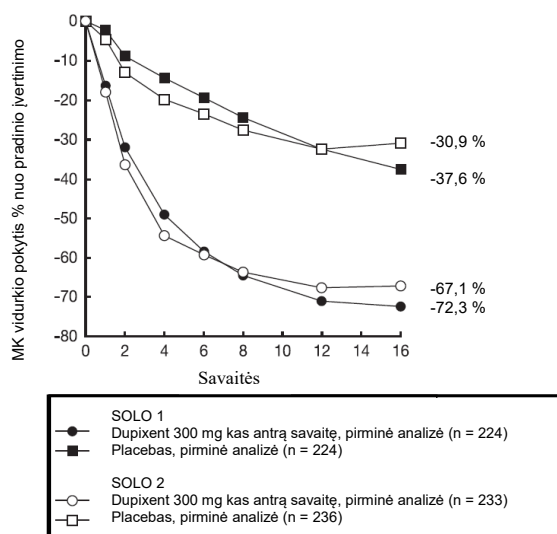 MK vidurkio pokytis % nuo pradinio įvertinimo
0
-10
-20
-30
-40
-50
-60
-70
-80
0 2 4 6 8 10 12 14 16
Savaitės
-30,9 %
-37,6 %
-67,1 %
-72,3 %
SOLO 1
Dupixent 300 mg kas antrą savaitę, pirminė analizė (n = 224)
Placebas, pirminė analizė (n = 224)
SOLO 2
Dupixent 300 mg kas antrą savaitę, pirminė analizė (n = 233)
Placebas, pirminė analizė (n = 236)